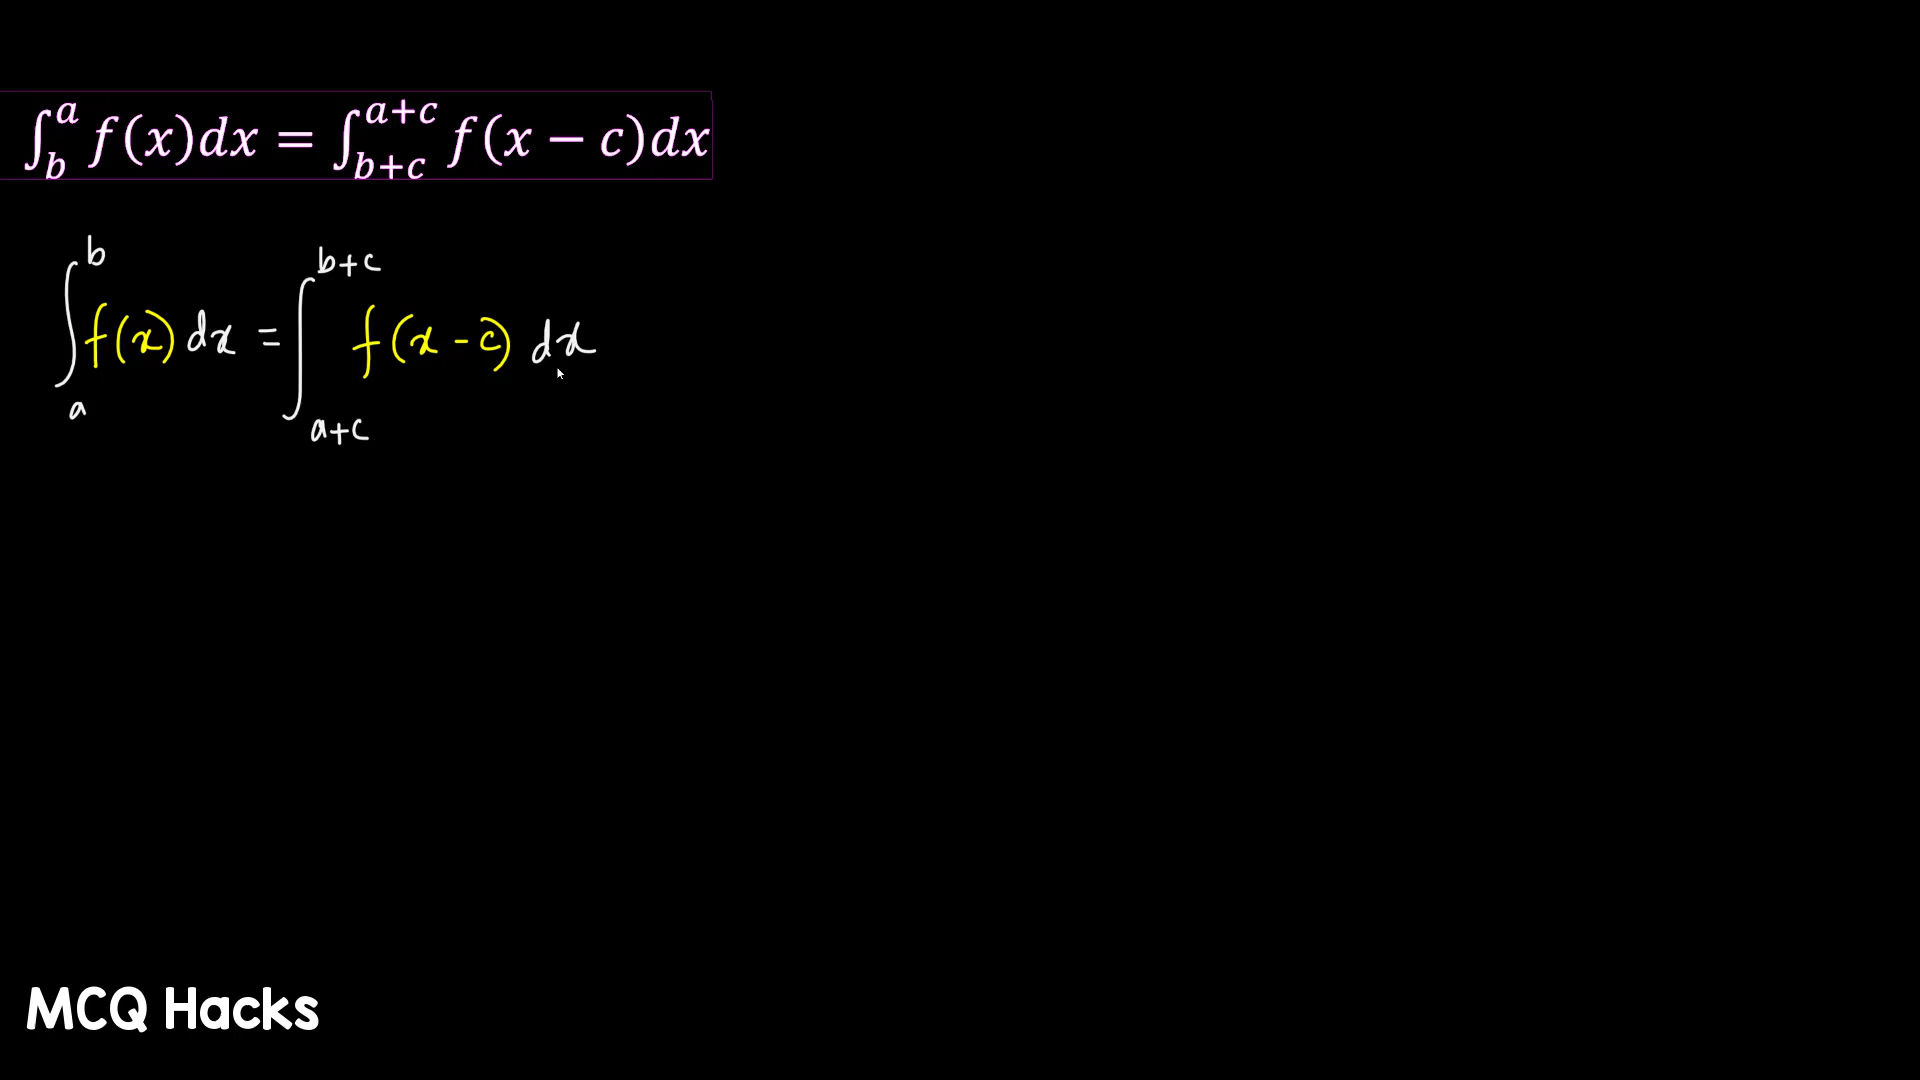 ∫_b^a f(x)dx = ∫_{b+c}^{a+c} f(x − c)dx
∫_a^b f(x) dx = ∫_{a+c}^{b+c} f(x - c) dx
MCQ Hacks